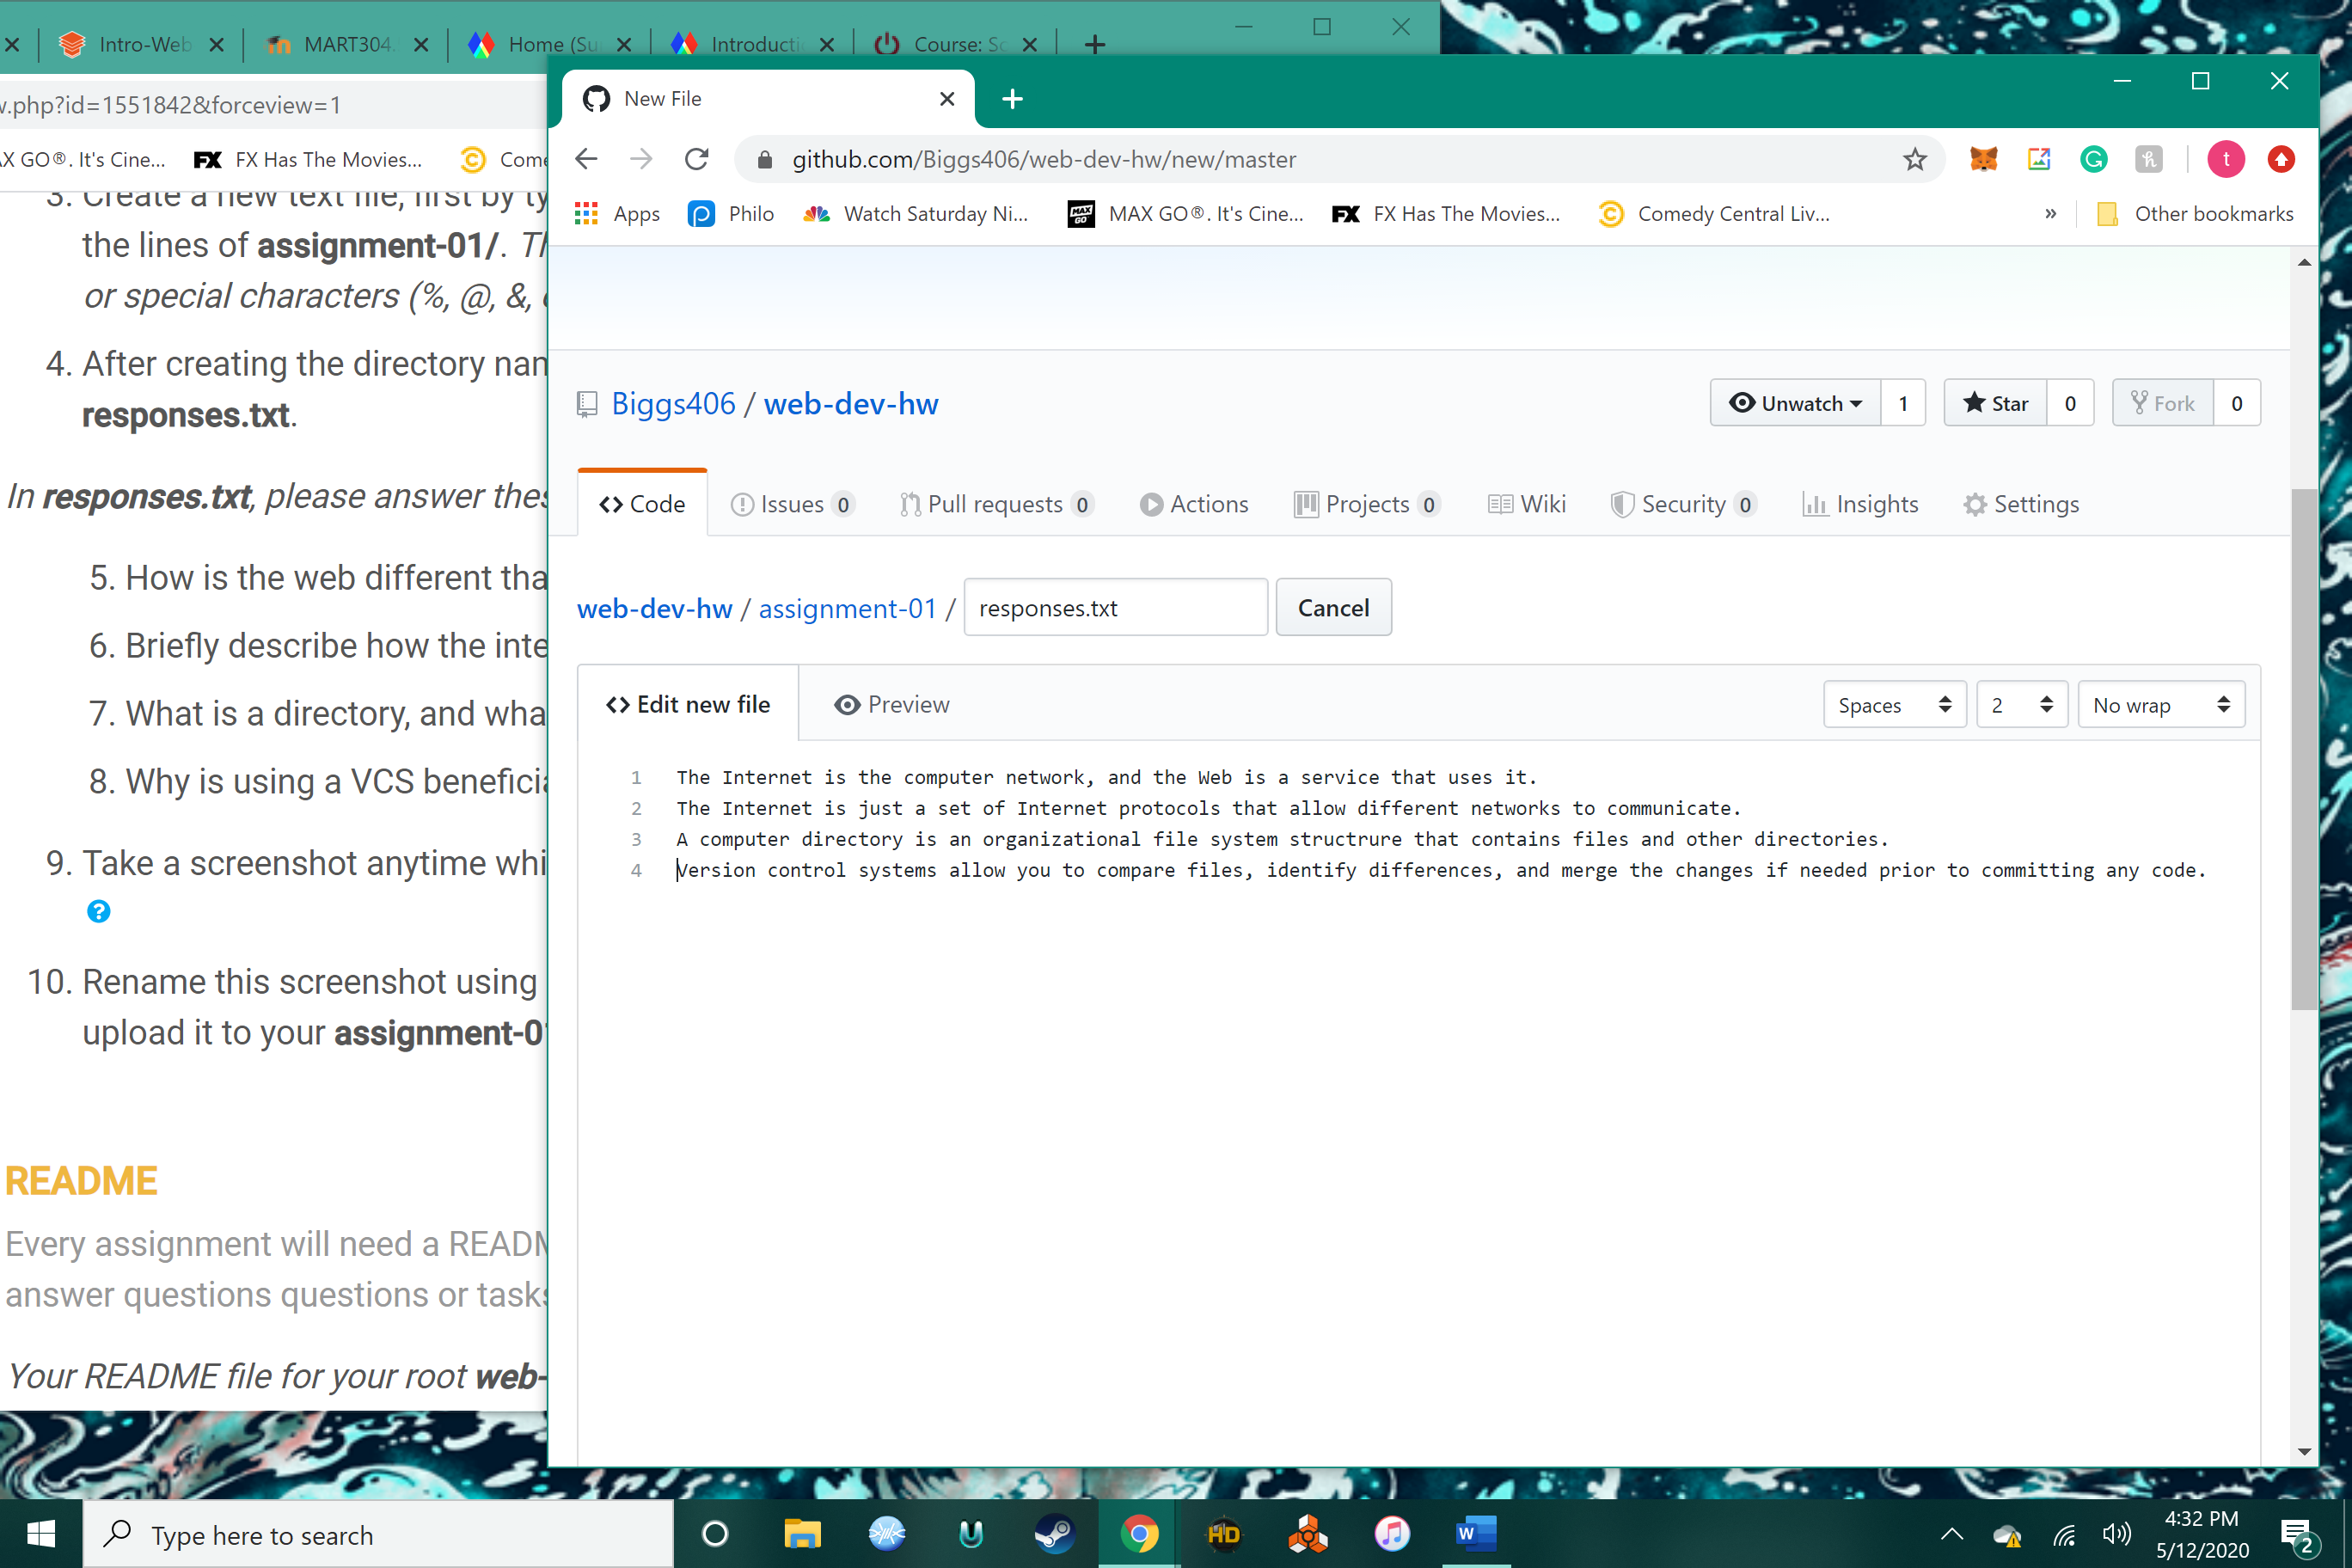 Intro-Web
MART304.
Home (Su
Introducti
Course: Sc
w.php?id=1551842&forceview=1
AX GO®. It's Cine...
FX FX Has The Movies...
Come
3. Create a new text file, first by ty
the lines of assignment-01/. Th
or special characters (%, @, &, e
4. After creating the directory nam
responses.txt.
In responses.txt, please answer thes
5. How is the web different tha
6. Briefly describe how the inte
7. What is a directory, and wha
8. Why is using a VCS beneficia
9. Take a screenshot anytime whi
?
10. Rename this screenshot using
upload it to your assignment-01
README
Every assignment will need a READM
answer questions questions or tasks
Your README file for your root web-
New File
github.com/Biggs406/web-dev-hw/new/master
t
Apps
Philo
Watch Saturday Ni...
MAX GO MAX GO®. It's Cine...
FX FX Has The Movies...
Comedy Central Liv...
»
Other bookmarks
Biggs406 / web-dev-hw
Unwatch 1
Star 0
Fork 0
Code
Issues 0
Pull requests 0
Actions
Projects 0
Wiki
Security 0
Insights
Settings
web-dev-hw / assignment-01 / responses.txt
Cancel
<> Edit new file
Preview
Spaces
2
No wrap
1 The Internet is the computer network, and the Web is a service that uses it.
2 The Internet is just a set of Internet protocols that allow different networks to communicate.
3 A computer directory is an organizational file system structrure that contains files and other directories.
4 Version control systems allow you to compare files, identify differences, and merge the changes if needed prior to committing any code.
Type here to search
HD
W
4:32 PM
5/12/2020
2